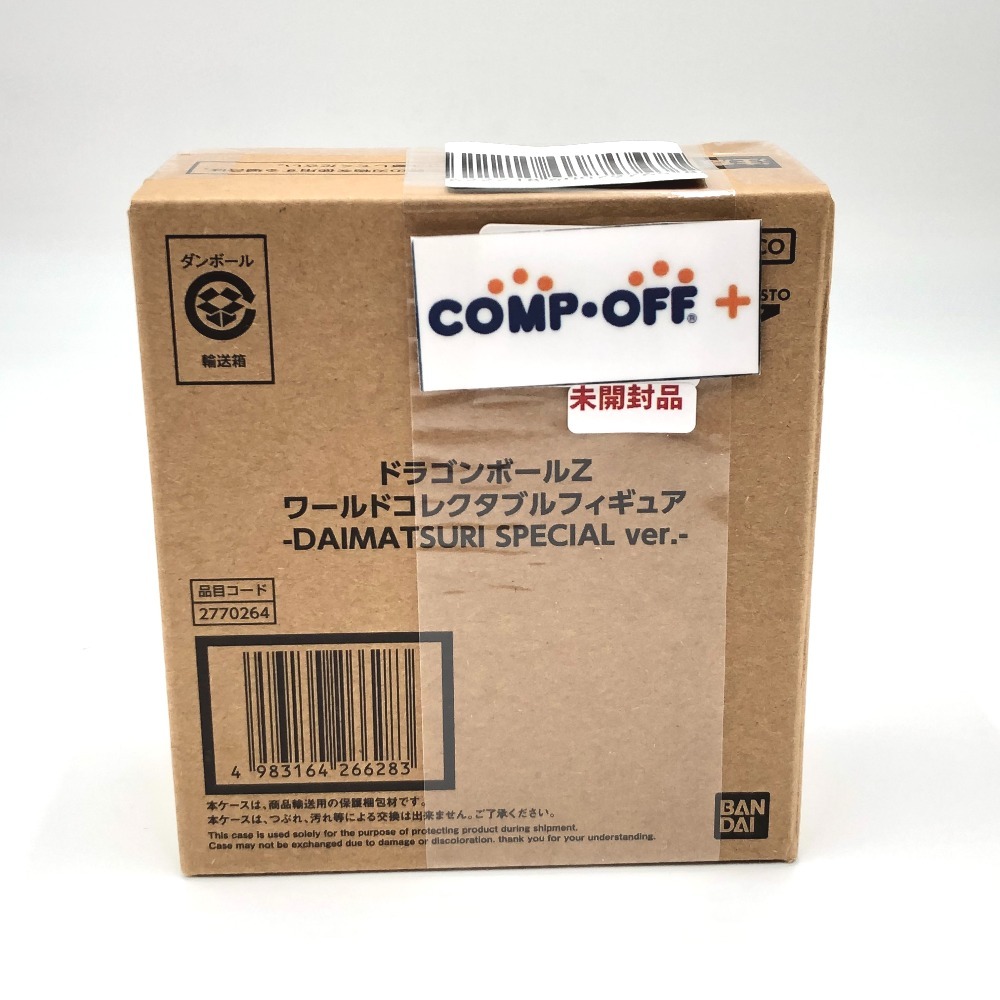 ダンボール
輸送箱
COMP・OFF® +
CO
STO
未開封品
ドラゴンボールZ
ワールドコレクタブルフィギュア
-DAIMATSURI SPECIAL ver.-
品目コード
2770264
4 983164 266283
本ケースは、商品輸送用の保護梱包材です。
本ケースは、つぶれ、汚れ等による交換は出来ません。ご了承ください。
This case is used solely for the purpose of protecting product during shipment.
Case may not be exchanged due to damage or discoloration. thank you for your understanding.
BAN
DAI